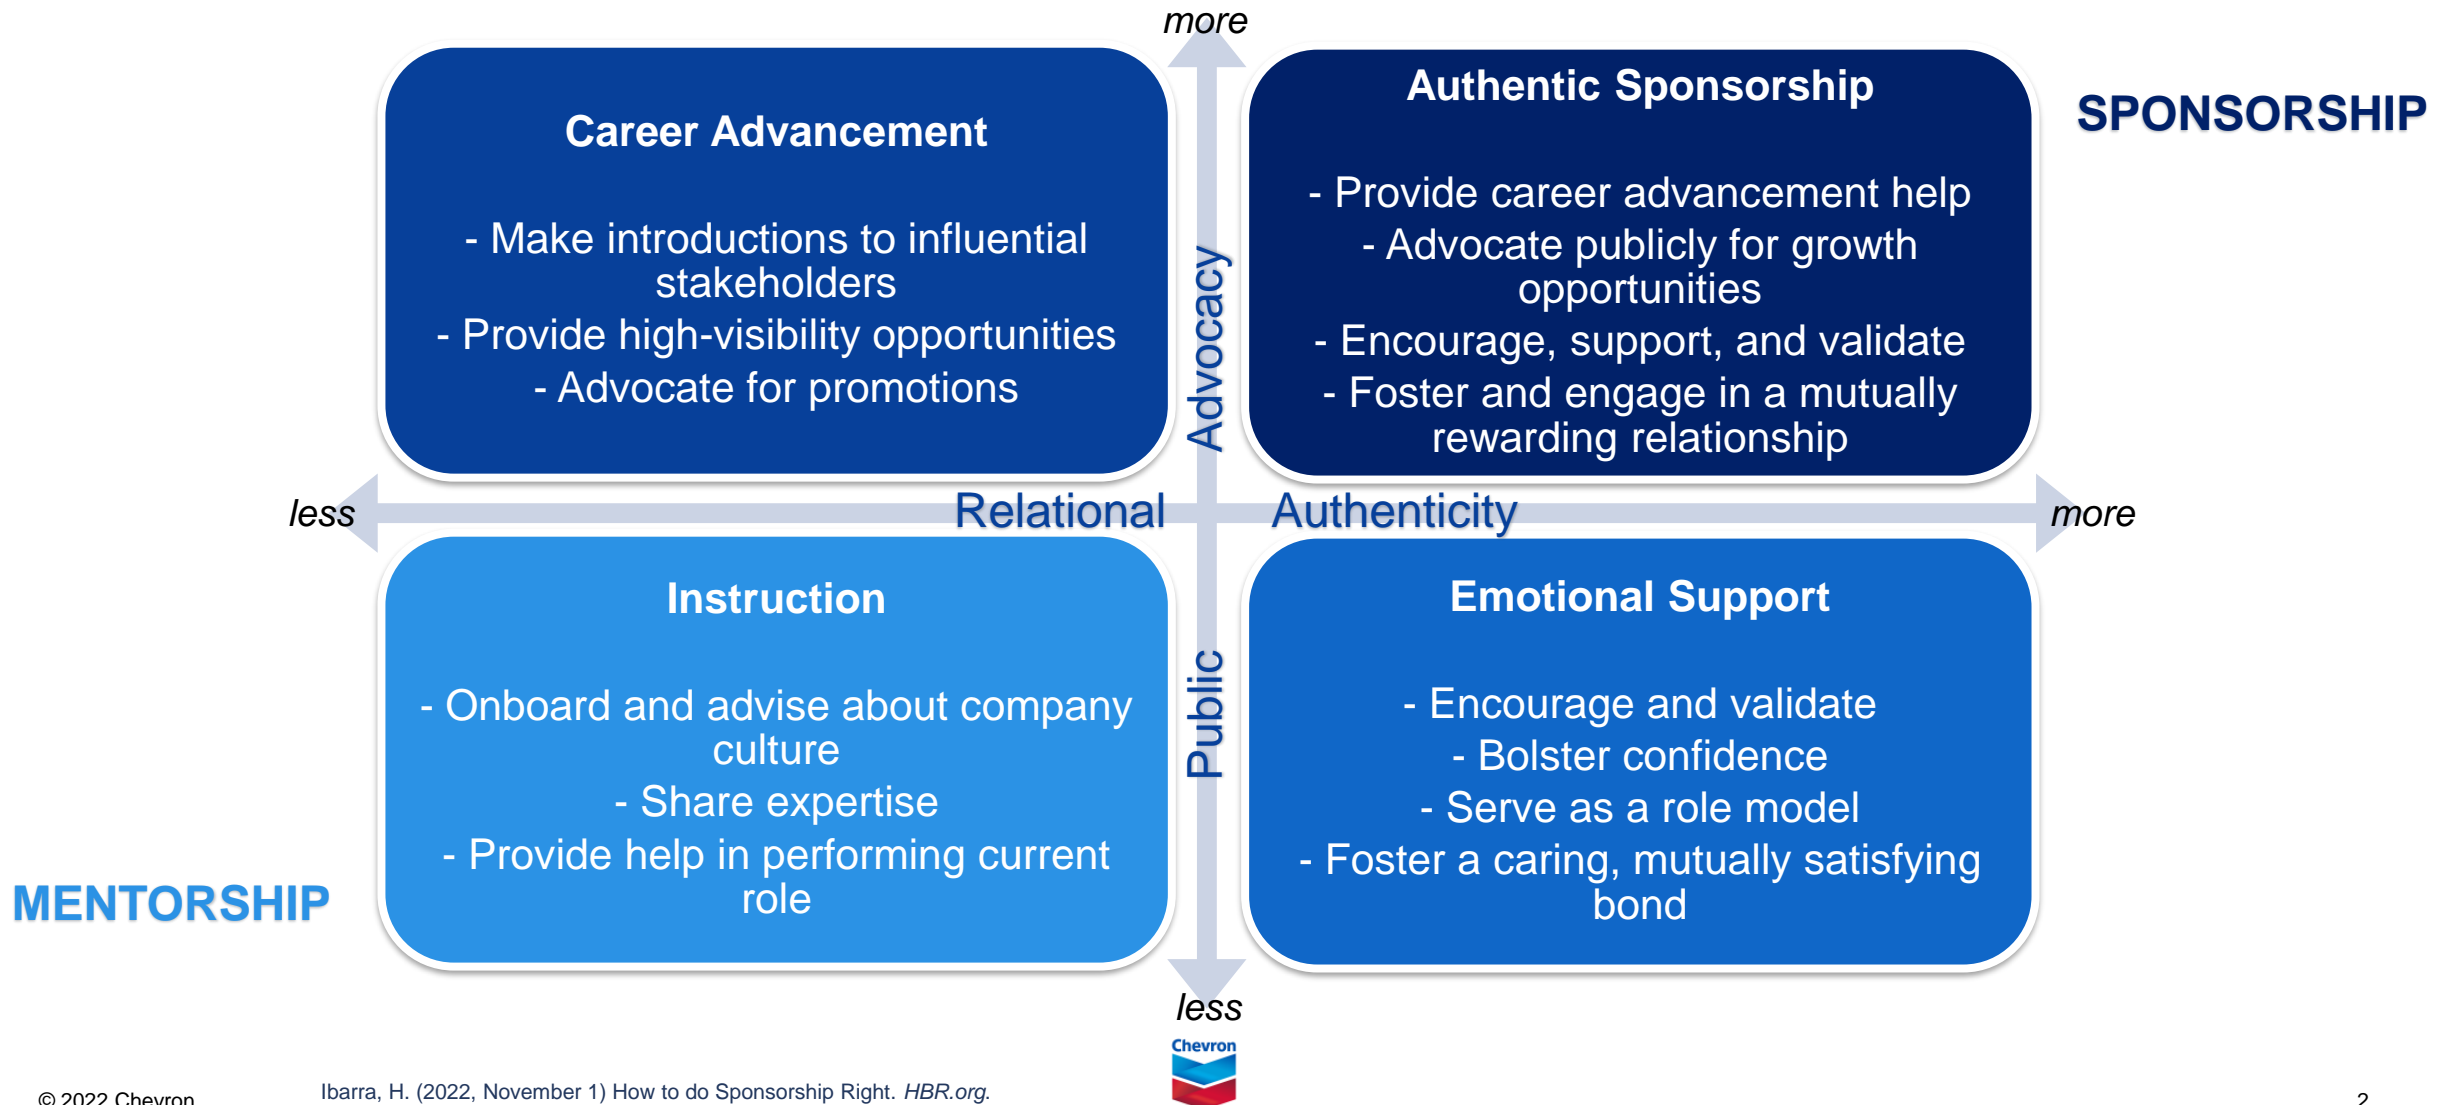 more
Career Advancement
- Make introductions to influential
stakeholders
- Provide high-visibility opportunities
- Advocate for promotions
Authentic Sponsorship
- Provide career advancement help
- Advocate publicly for growth
opportunities
- Encourage, support, and validate
- Foster and engage in a mutually
rewarding relationship
SPONSORSHIP
Public Advocacy
less
Relational Authenticity
more
Instruction
- Onboard and advise about company
culture
- Share expertise
- Provide help in performing current
role
Emotional Support
- Encourage and validate
- Bolster confidence
- Serve as a role model
- Foster a caring, mutually satisfying
bond
MENTORSHIP
less
Chevron
© 2022 Chevron
Ibarra, H. (2022, November 1) How to do Sponsorship Right. HBR.org.
2